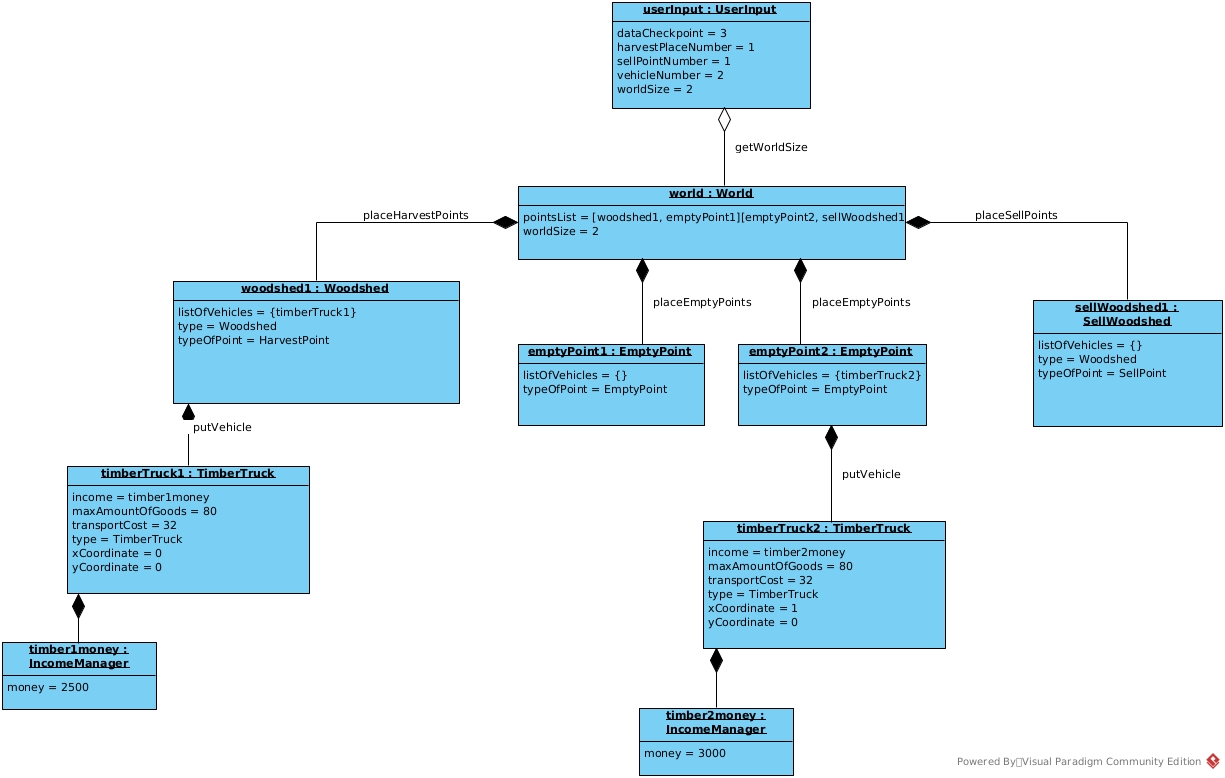 userInput : UserInput
dataCheckpoint = 3
harvestPlaceNumber = 1
sellPointNumber = 1
vehicleNumber = 2
worldSize = 2
getWorldSize
world : World
pointsList = [woodshed1, emptyPoint1][emptyPoint2, sellWoodshed1
worldSize = 2
placeHarvestPoints
placeSellPoints
placeEmptyPoints
placeEmptyPoints
woodshed1 : Woodshed
listOfVehicles = {timberTruck1}
type = Woodshed
typeOfPoint = HarvestPoint
emptyPoint1 : EmptyPoint
listOfVehicles = {}
typeOfPoint = EmptyPoint
emptyPoint2 : EmptyPoint
listOfVehicles = {timberTruck2}
typeOfPoint = EmptyPoint
sellWoodshed1 :
SellWoodshed
listOfVehicles = {}
type = Woodshed
typeOfPoint = SellPoint
putVehicle
putVehicle
timberTruck1 : TimberTruck
income = timber1money
maxAmountOfGoods = 80
transportCost = 32
type = TimberTruck
xCoordinate = 0
yCoordinate = 0
timberTruck2 : TimberTruck
income = timber2money
maxAmountOfGoods = 80
transportCost = 32
type = TimberTruck
xCoordinate = 1
yCoordinate = 0
timber1money :
IncomeManager
money = 2500
timber2money :
IncomeManager
money = 3000
Powered By Visual Paradigm Community Edition